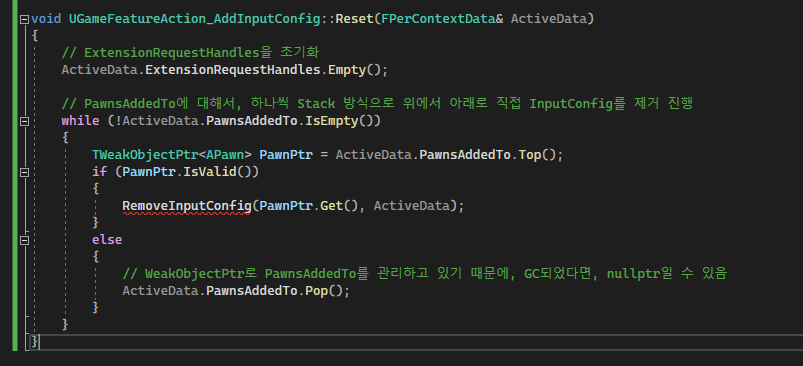 void UGameFeatureAction_AddInputConfig::Reset(FPerContextData& ActiveData)
{
// ExtensionRequestHandles을 초기화
ActiveData.ExtensionRequestHandles.Empty();
// PawnsAddedTo에 대해서, 하나씩 Stack 방식으로 위에서 아래로 직접 InputConfig를 제거 진행
while (!ActiveData.PawnsAddedTo.IsEmpty())
{
TWeakObjectPtr<APawn> PawnPtr = ActiveData.PawnsAddedTo.Top();
if (PawnPtr.IsValid())
{
RemoveInputConfig(PawnPtr.Get(), ActiveData);
}
else
{
// WeakObjectPtr로 PawnsAddedTo를 관리하고 있기 때문에, GC되었다면, nullptr일 수 있음
ActiveData.PawnsAddedTo.Pop();
}
}
}